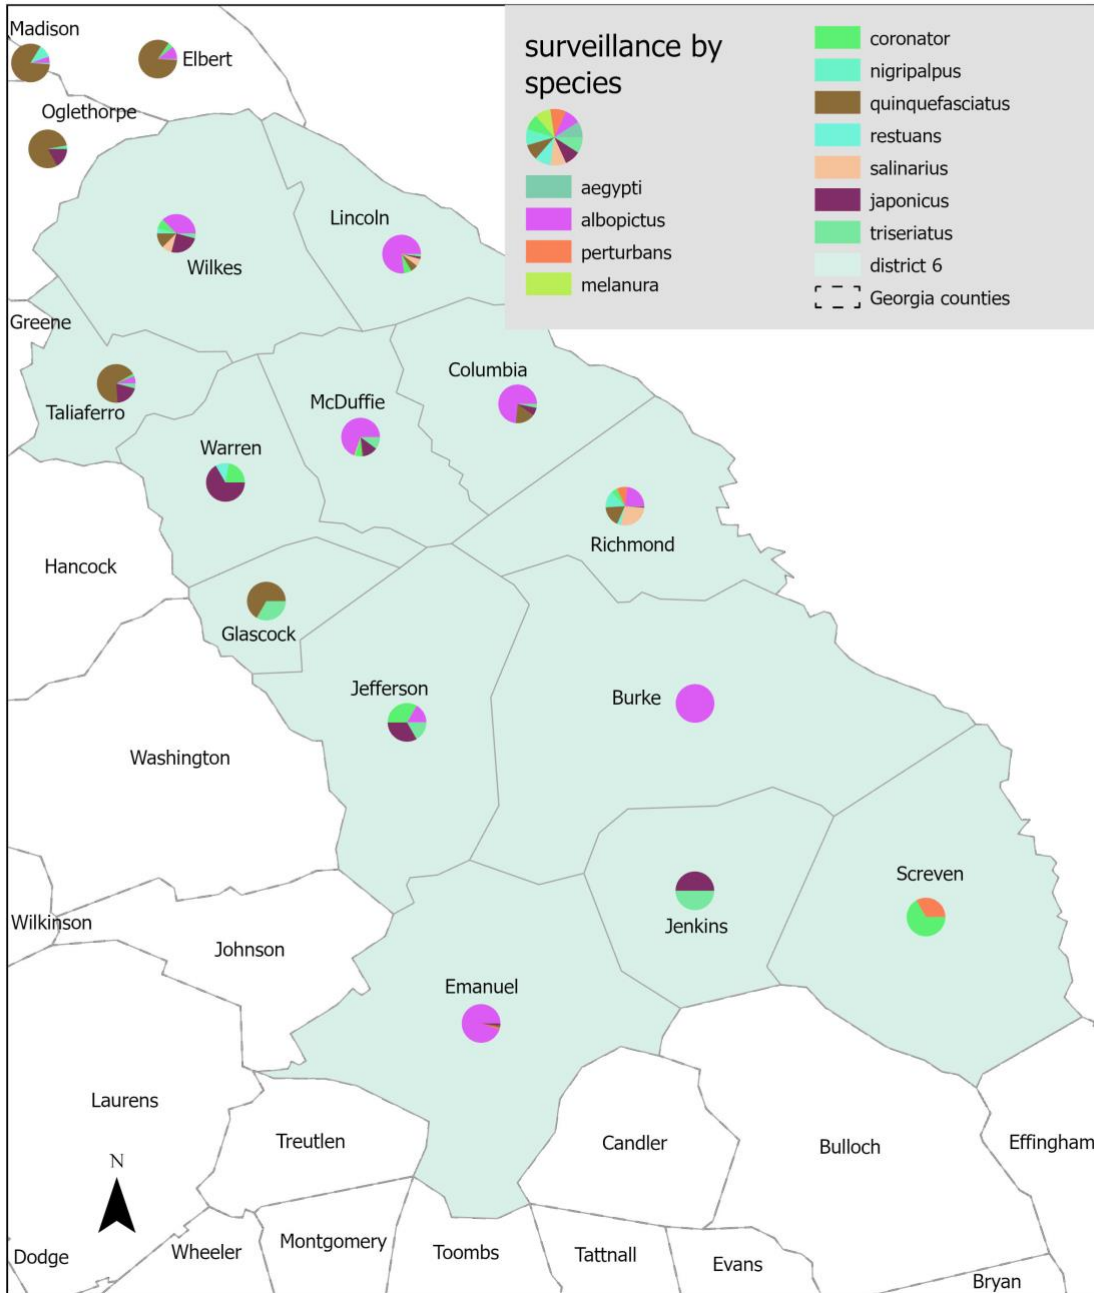 Madison
Elbert
Oglethorpe
surveillance by
species
aegypti
albopictus
perturbans
melanura
coronator
nigripalpus
quinquefasciatus
restuans
salinarius
japonicus
triseriatus
district 6
Georgia counties
Lincoln
Wilkes
Greene
Columbia
McDuffie
Taliaferro
Warren
Richmond
Hancock
Glascock
Jefferson
Burke
Washington
Screven
Wilkinson
Jenkins
Johnson
Emanuel
Laurens
Treutlen
Candler
Bulloch
Effingham
N
Dodge
Wheeler
Montgomery
Toombs
Tattnall
Evans
Bryan